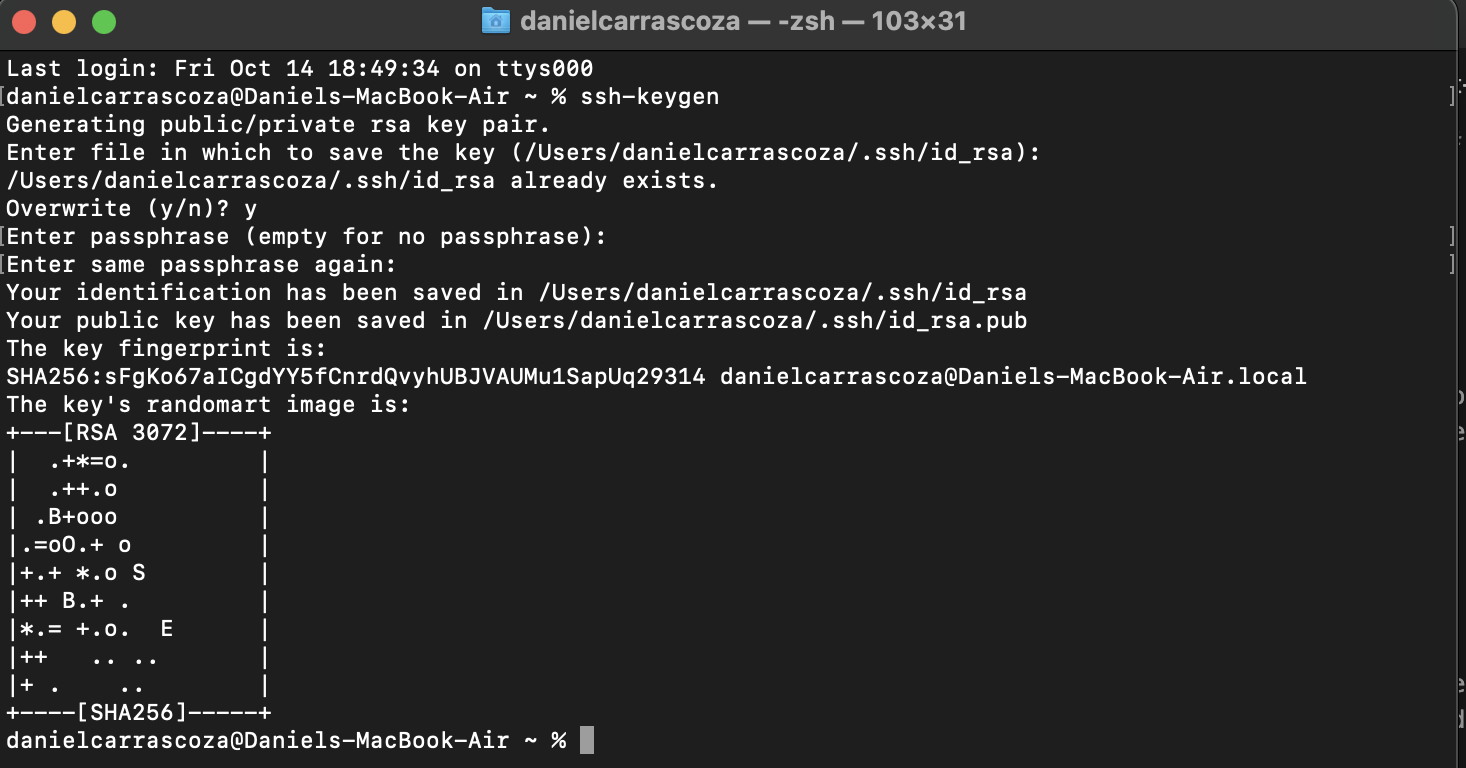 danielcarrascoza — -zsh — 103×31
Last login: Fri Oct 14 18:49:34 on ttys000
[danielcarrascoza@Daniels-MacBook-Air ~ % ssh-keygen ]
Generating public/private rsa key pair.
Enter file in which to save the key (/Users/danielcarrascoza/.ssh/id_rsa):
/Users/danielcarrascoza/.ssh/id_rsa already exists.
Overwrite (y/n)? y
[Enter passphrase (empty for no passphrase): ]
[Enter same passphrase again: ]
Your identification has been saved in /Users/danielcarrascoza/.ssh/id_rsa
Your public key has been saved in /Users/danielcarrascoza/.ssh/id_rsa.pub
The key fingerprint is:
SHA256:sFgKo67aICgdYY5fCnrdQvyhUBJVAUMu1SapUq29314 danielcarrascoza@Daniels-MacBook-Air.local
The key's randomart image is:
+---[RSA 3072]----+
|  .+*=o.         |
|  .++.o          |
| .B+ooo          |
|.=oO.+ o         |
|+.+ *.o S        |
|++ B.+ .         |
|*.= +.o.  E      |
|++   .. ..       |
|+ .    ..        |
+----[SHA256]-----+
danielcarrascoza@Daniels-MacBook-Air ~ %